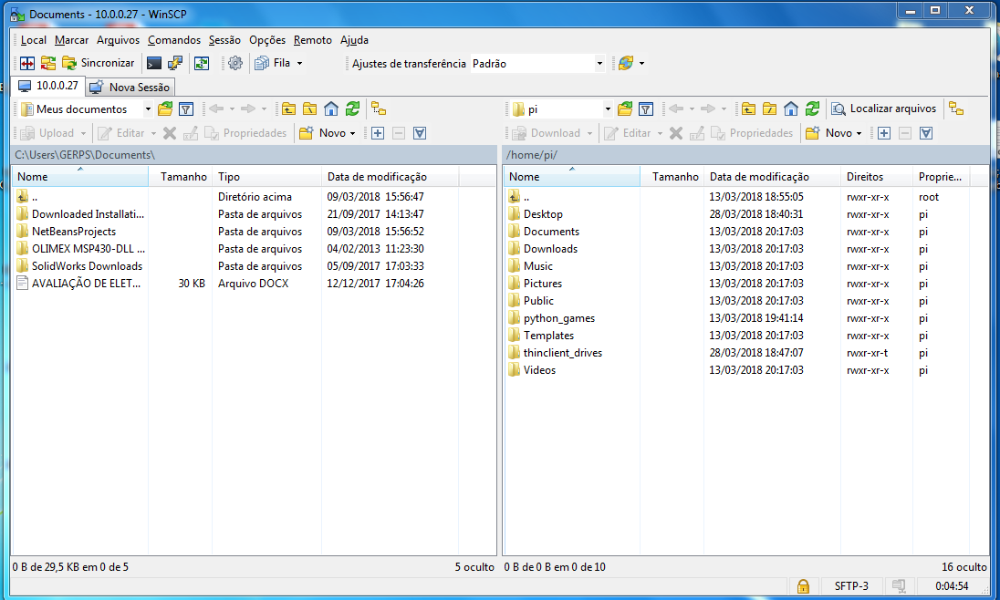 Documents - 10.0.0.27 - WinSCP
Local Marcar Arquivos Comandos Sessão Opções Remoto Ajuda
Sincronizar Fila Ajustes de transferência Padrão
10.0.0.27 Nova Sessão
Meus documentos
Upload Editar Propriedades Novo
C:\Users\GERPS\Documents\
Nome Tamanho Tipo Data de modificação
.. Diretório acima 09/03/2018 15:56:47
Downloaded Installati... Pasta de arquivos 21/09/2017 14:13:47
NetBeansProjects Pasta de arquivos 09/03/2018 15:56:52
OLIMEX MSP430-DLL ... Pasta de arquivos 04/02/2013 11:23:30
SolidWorks Downloads Pasta de arquivos 05/09/2017 17:03:33
AVALIAÇÃO DE ELET... 30 KB Arquivo DOCX 12/12/2017 17:04:26
0 B de 29,5 KB em 0 de 5 5 oculto
pi Localizar arquivos
Download Editar Propriedades Novo
/home/pi/
Nome Tamanho Data de modificação Direitos Proprie...
.. 13/03/2018 18:55:05 rwxr-xr-x root
Desktop 28/03/2018 18:40:31 rwxr-xr-x pi
Documents 13/03/2018 20:17:03 rwxr-xr-x pi
Downloads 13/03/2018 20:17:03 rwxr-xr-x pi
Music 13/03/2018 20:17:03 rwxr-xr-x pi
Pictures 13/03/2018 20:17:03 rwxr-xr-x pi
Public 13/03/2018 20:17:03 rwxr-xr-x pi
python_games 13/03/2018 19:41:14 rwxr-xr-x pi
Templates 13/03/2018 20:17:03 rwxr-xr-x pi
thinclient_drives 28/03/2018 18:47:07 rwxr-xr-t pi
Videos 13/03/2018 20:17:03 rwxr-xr-x pi
0 B de 0 B em 0 de 10 16 oculto
SFTP-3 0:04:54